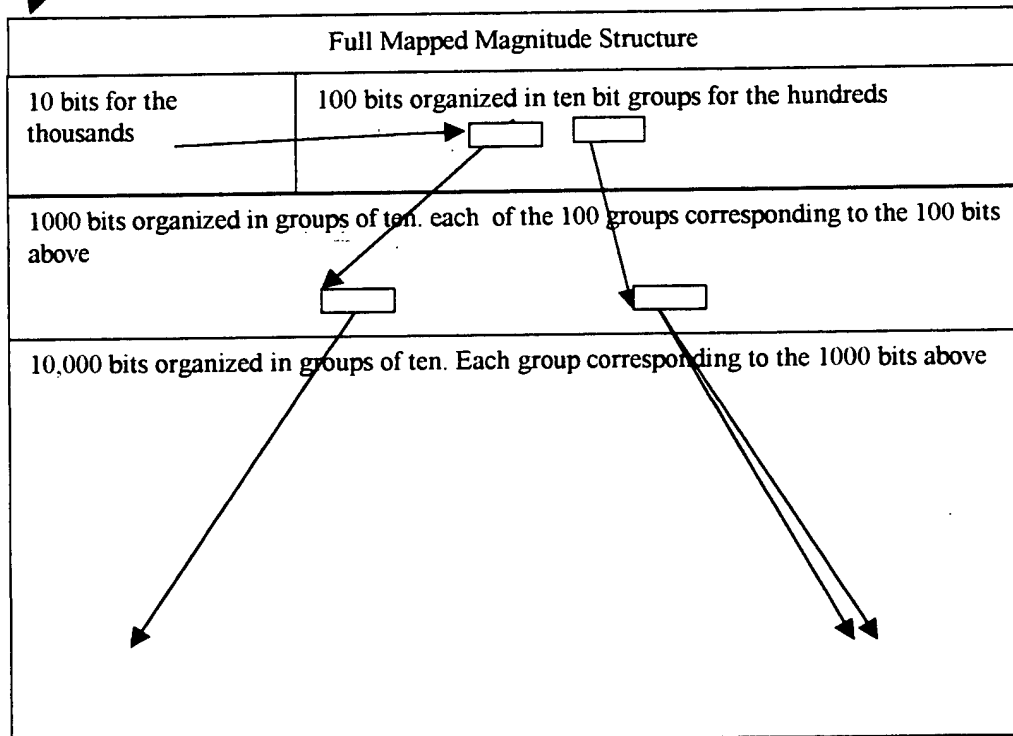 Full Mapped Magnitude Structure
10 bits for the
thousands
100 bits organized in ten bit groups for the hundreds
1000 bits organized in groups of ten. each of the 100 groups corresponding to the 100 bits
above
10,000 bits organized in groups of ten. Each group corresponding to the 1000 bits above